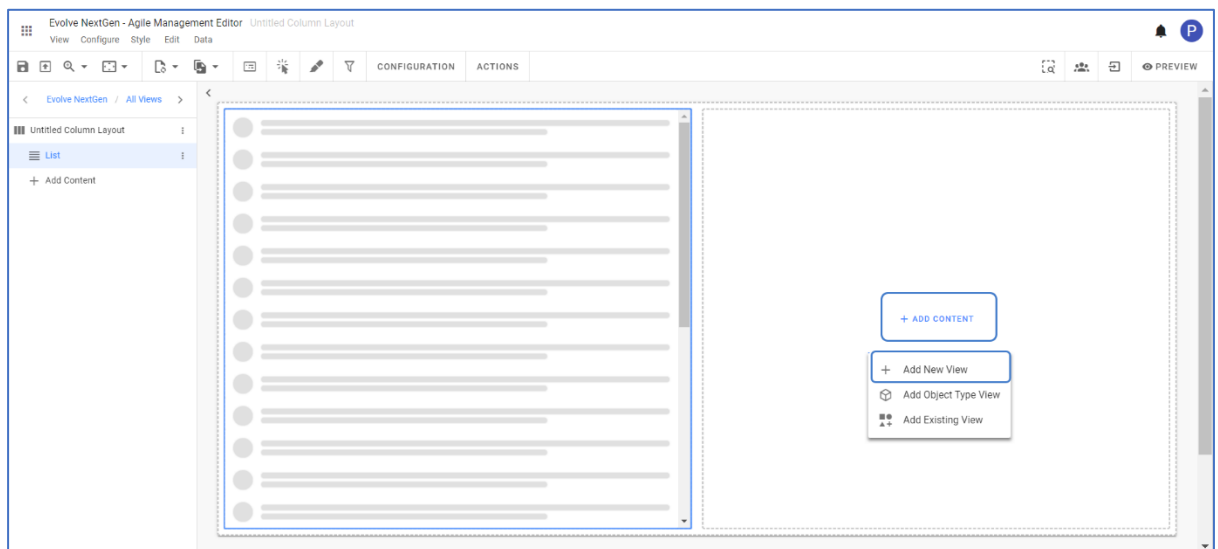 Evolve NextGen - Agile Management Editor Untitled Column Layout
View Configure Style Edit Data
P
CONFIGURATION ACTIONS
PREVIEW
Evolve NextGen / All Views
Untitled Column Layout
List
+ Add Content
+ ADD CONTENT
+ Add New View
Add Object Type View
Add Existing View